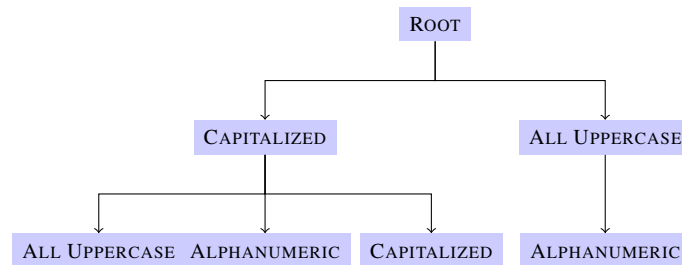 ROOT
CAPITALIZED
ALL UPPERCASE
ALL UPPERCASE
ALPHANUMERIC
CAPITALIZED
ALPHANUMERIC